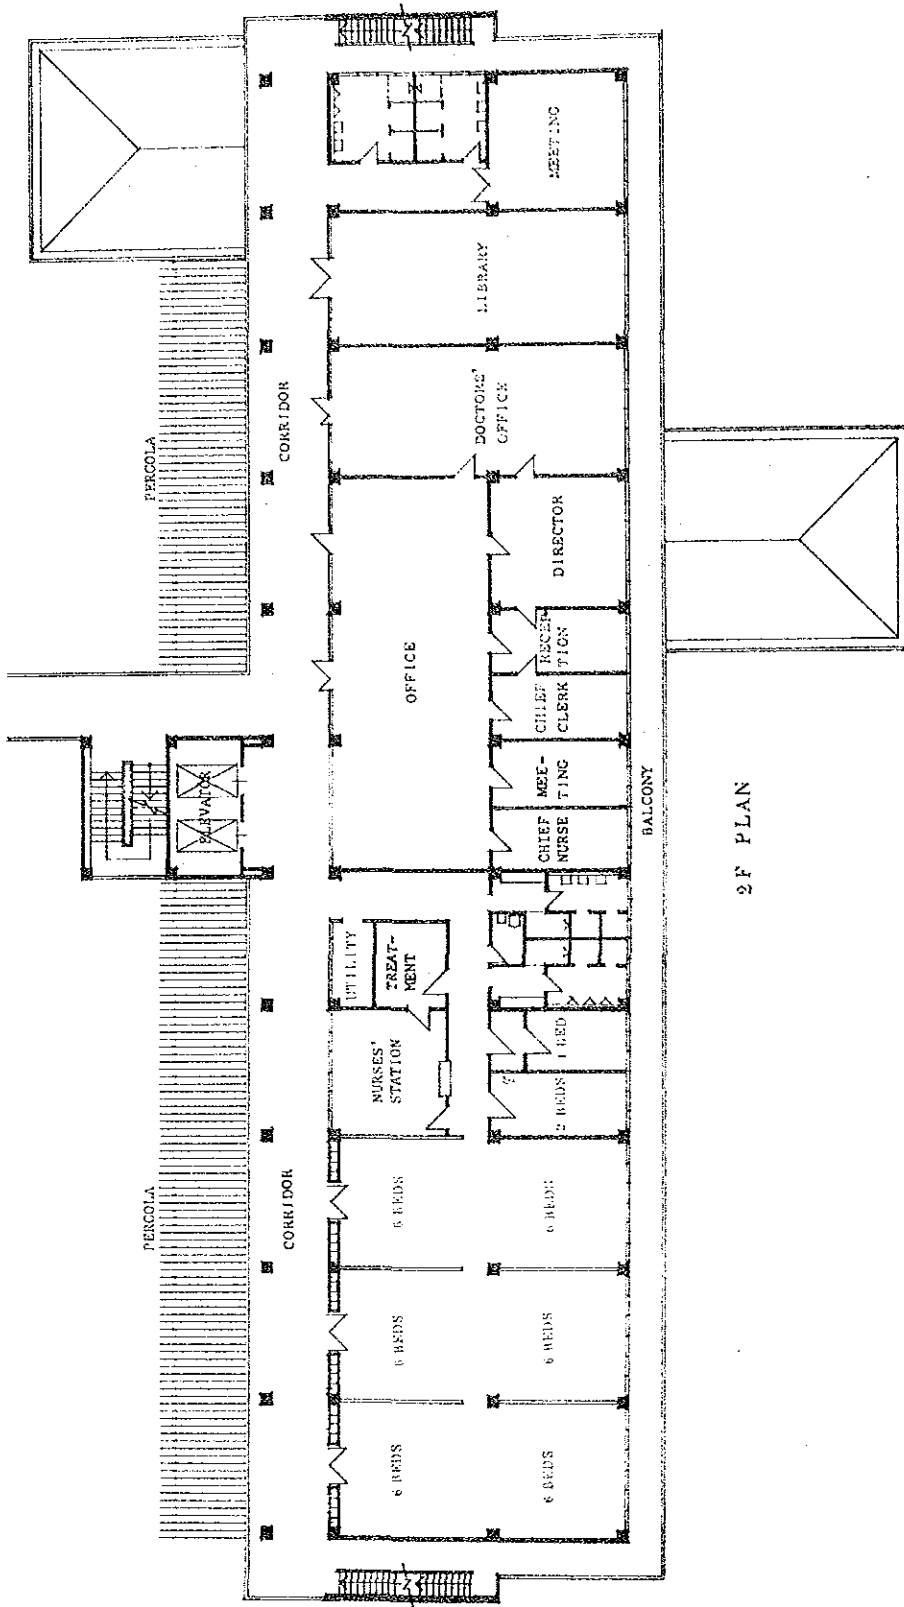 PERGOLA
PERGOLA
CORRIDOR
CORRIDOR
ELEVATOR
6 BEDS
6 BEDS
6 BEDS
NURSES'
STATION
UTILITY
TREAT-
MENT
OFFICE
DOCTORS'
OFFICE
LIBRARY
MEETING
6 BEDS
6 BEDS
6 BEDS
2 BEDS
1 BED
CHIEF
NURSE
MEE-
TING
CHIEF
CLERK
RECEP-
TION
DIRECTOR
BALCONY
2F PLAN